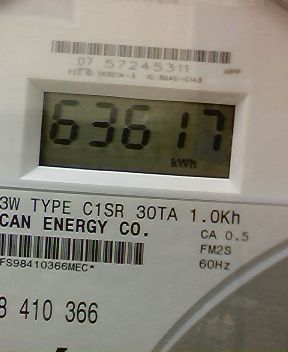 07 57245311
63617
kWh
3W TYPE C1SR 30TA 1.0Kh
CAN ENERGY CO.
CA 0.5
FM2S
60Hz
FS98410366MEC*
8 410 366